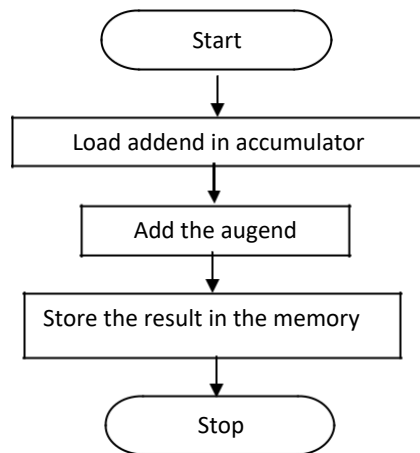 Start
Load addend in accumulator
Add the augend
Store the result in the memory
Stop